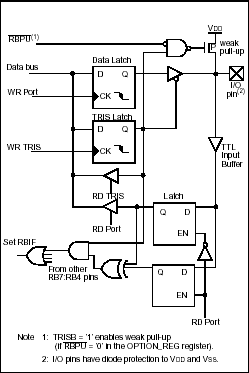 VDD
RBPU(1)
weak
pull-up
Data bus
Data Latch
D Q
WR Port
CK
I/O
pin(2)
TRIS Latch
D Q
WR TRIS
CK
TTL
Input
Buffer
RD TRIS
Latch
Q D
RD Port
EN
Set RBIF
From other
RB7:RB4 pins
Q D
EN
RD Port
Note 1: TRISB = '1' enables weak pull-up
(if RBPU = '0' in the OPTION_REG register).
2: I/O pins have diode protection to VDD and VSS.